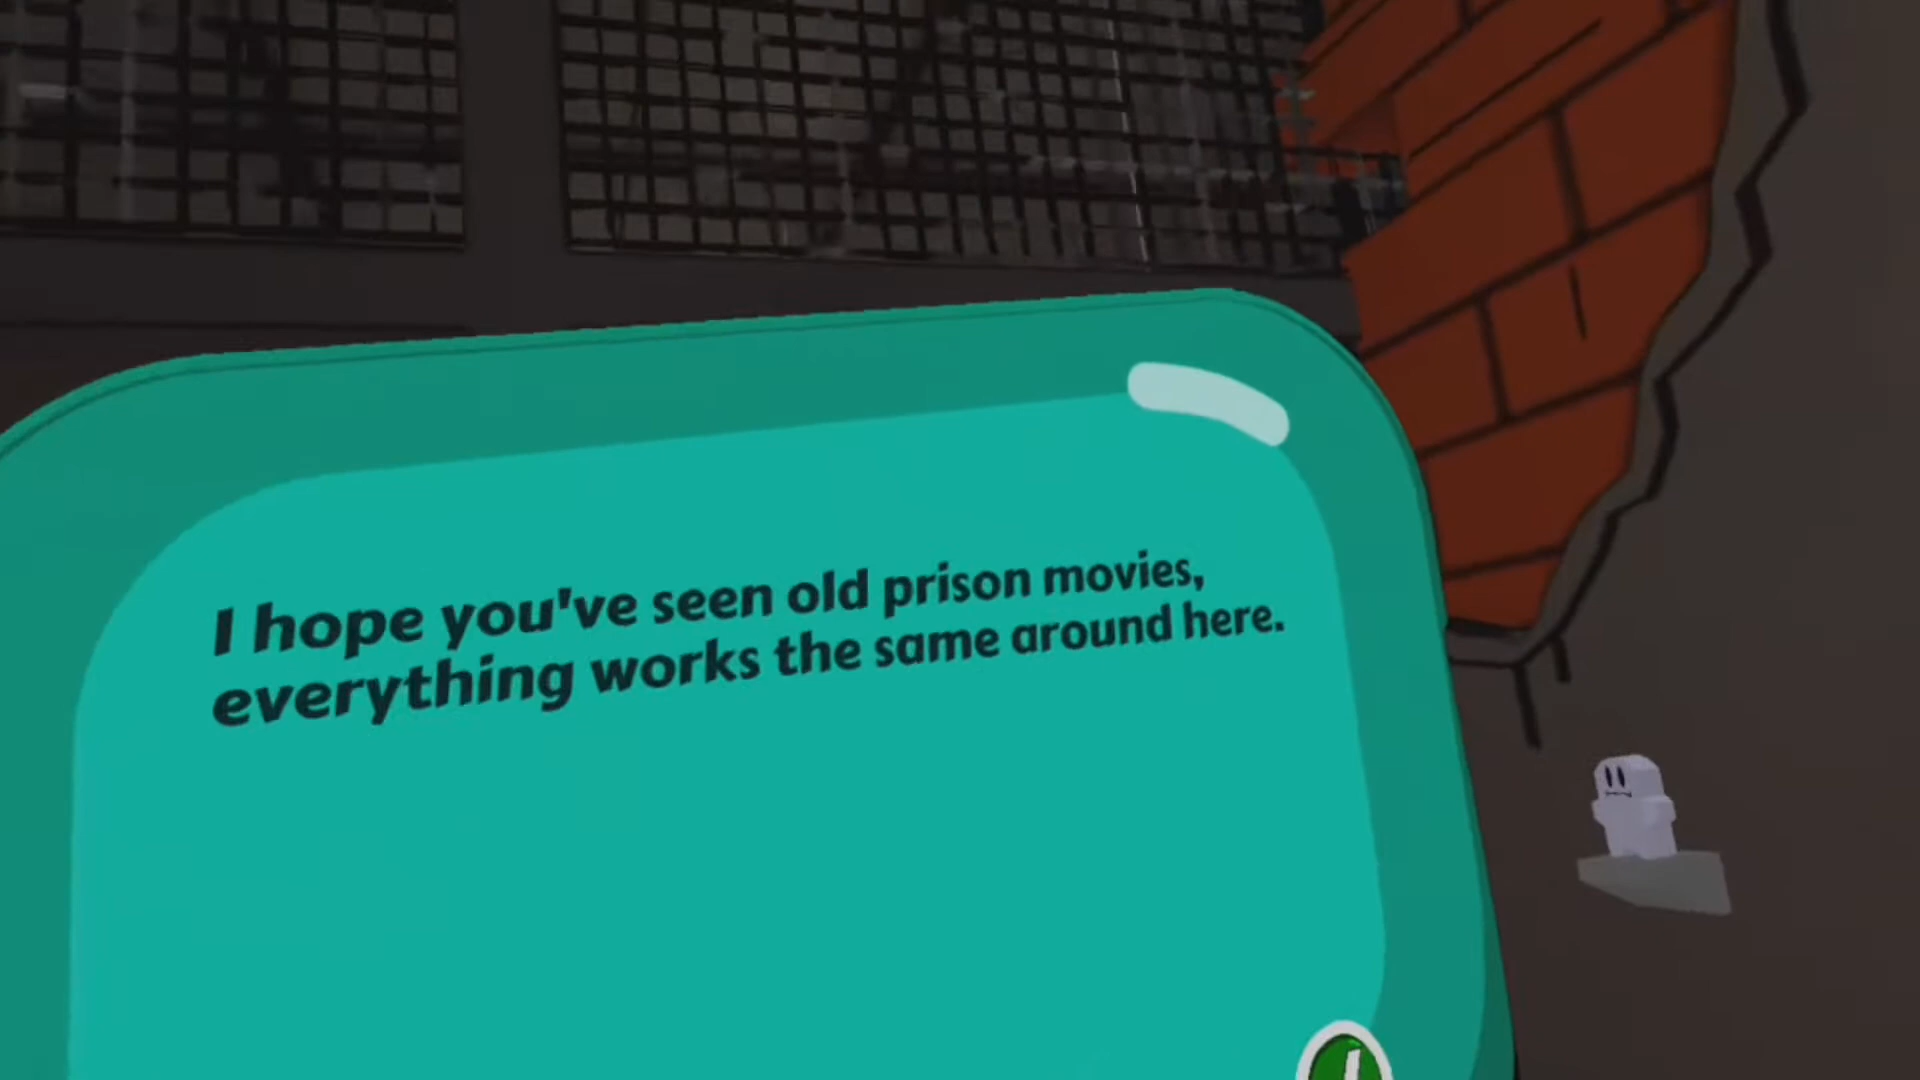 I hope you've seen old prison movies,
everything works the same around here.